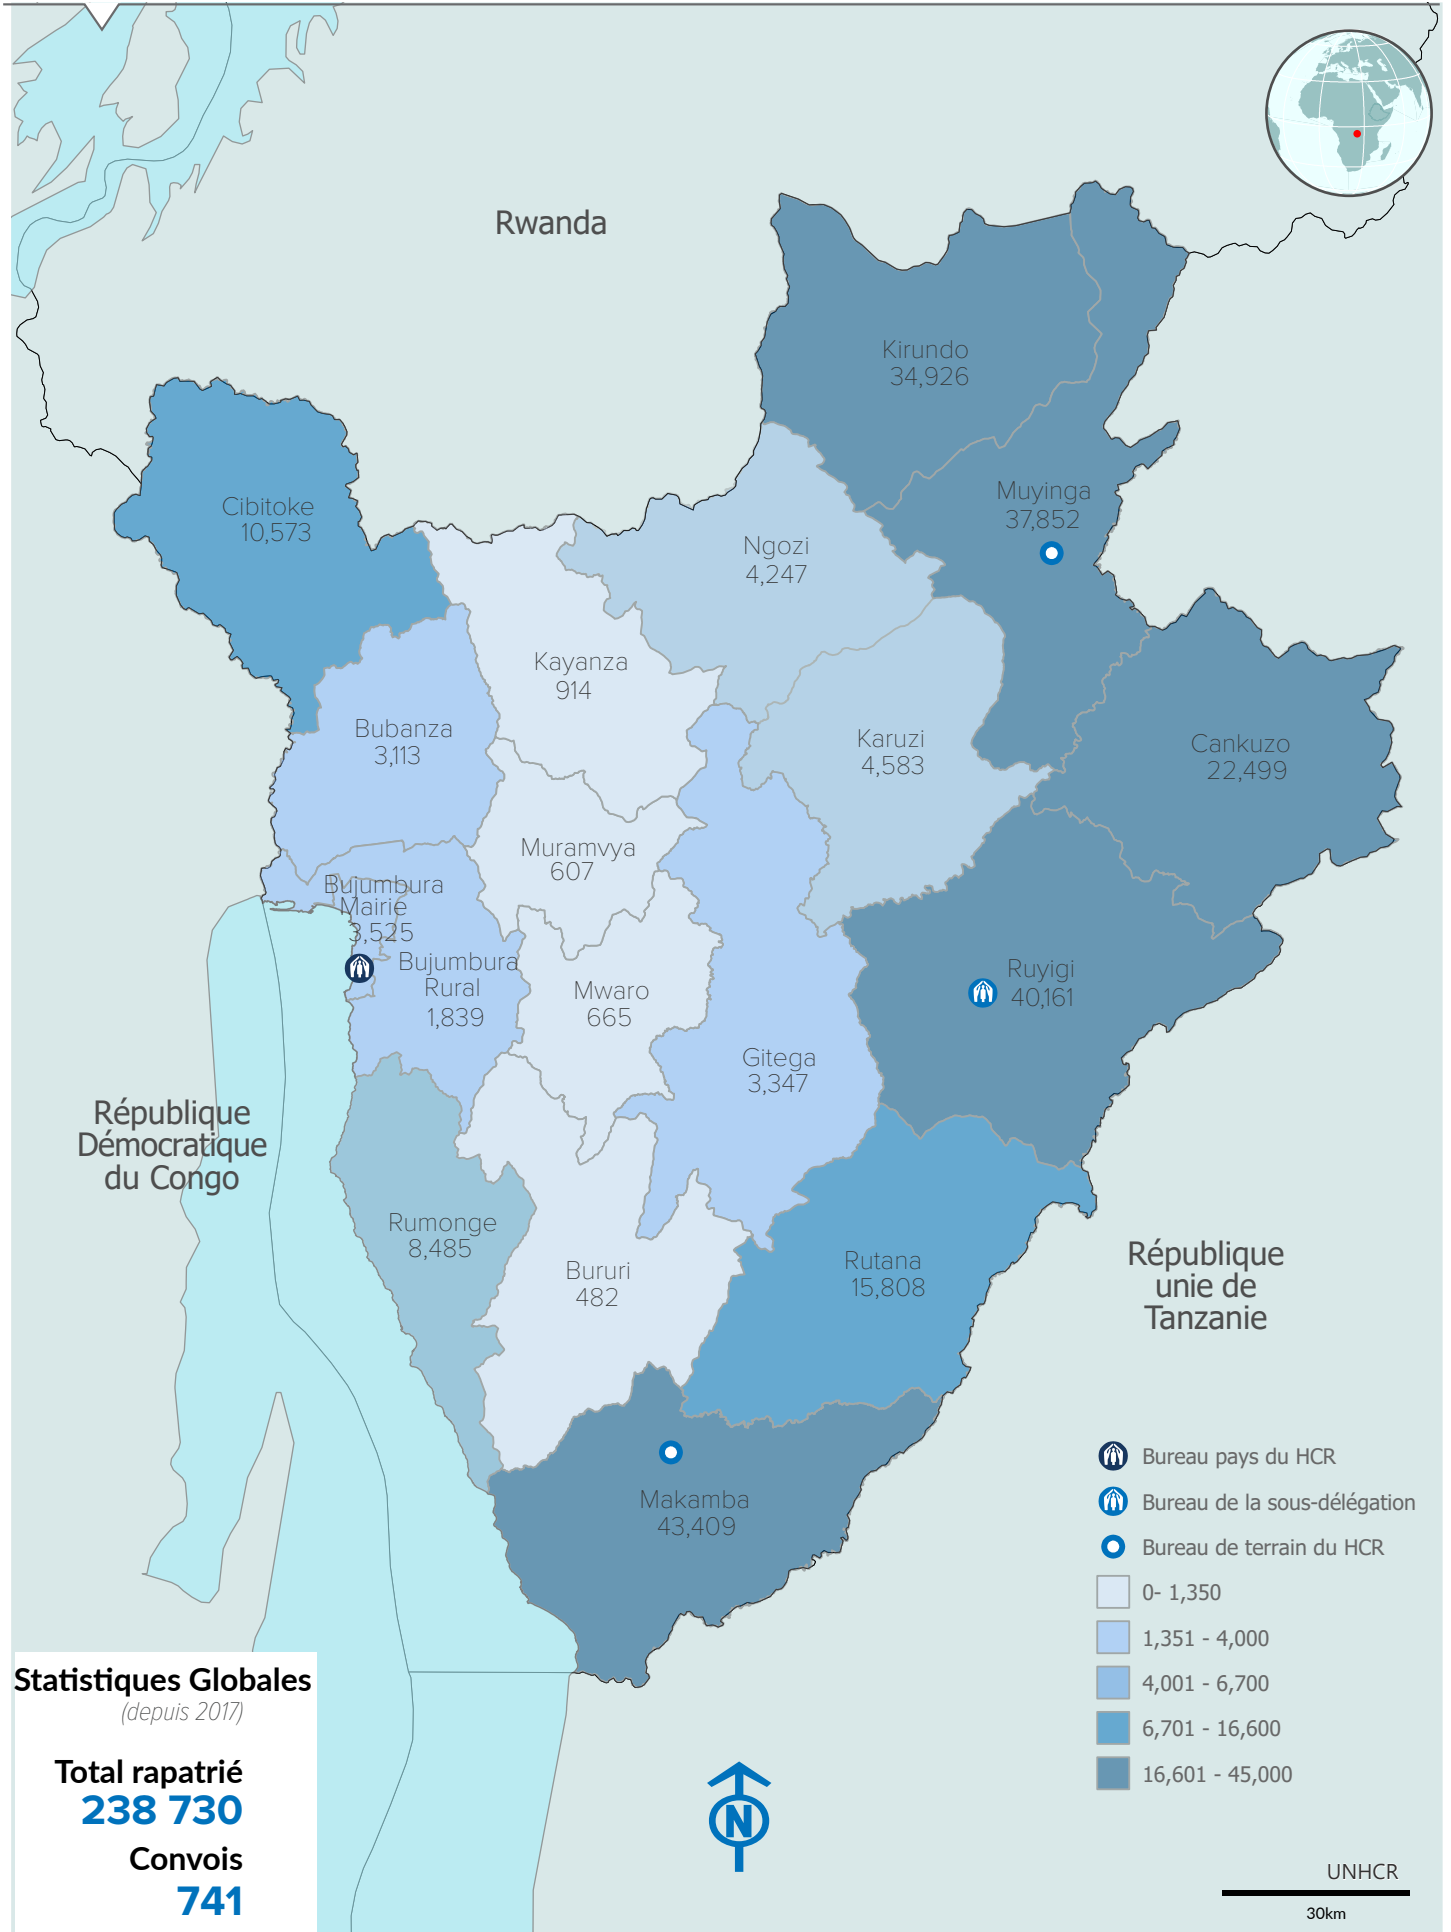 Rwanda
Kirundo
34,926
Muyinga
37,852
Cibitoke
10,573
Ngozi
4,247
Kayanza
914
Bubanza
3,113
Karuzi
4,583
Cankuzo
22,499
Muramvya
607
Bujumbura
Mairie
3,525
Bujumbura
Rural
1,839
Mwaro
665
Ruyigi
40,161
Gitega
3,347
République
Démocratique
du Congo
Rumonge
8,485
Bururi
482
Rutana
15,808
République
unie de
Tanzanie
Makamba
43,409
Bureau pays du HCR
Bureau de la sous-délégation
Bureau de terrain du HCR
0- 1,350
1,351 - 4,000
4,001 - 6,700
6,701 - 16,600
16,601 - 45,000
Statistiques Globales
(depuis 2017)
Total rapatrié
238 730
Convois
741
N
UNHCR
30km